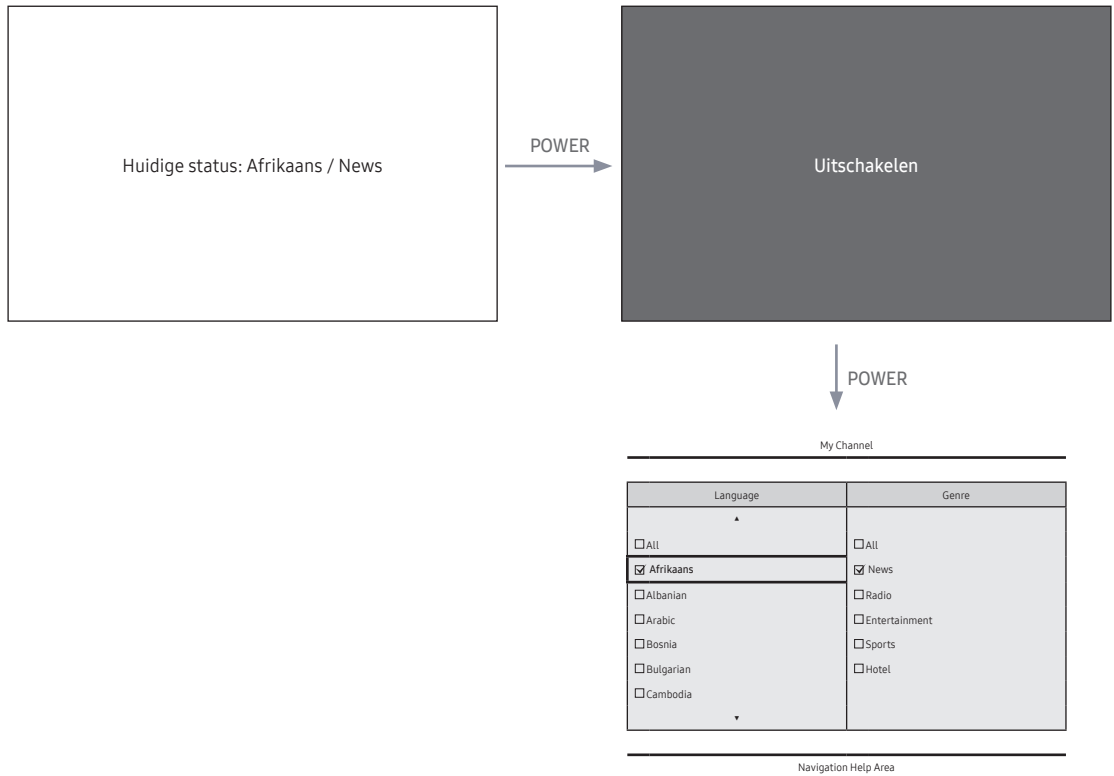 Huidige status: Afrikaans / News
POWER
Uitschakelen
POWER
My Channel
Language
Genre
▲
All
All
Afrikaans
News
Albanian
Radio
Arabic
Entertainment
Bosnia
Sports
Bulgarian
Hotel
Cambodia
▼
Navigation Help Area